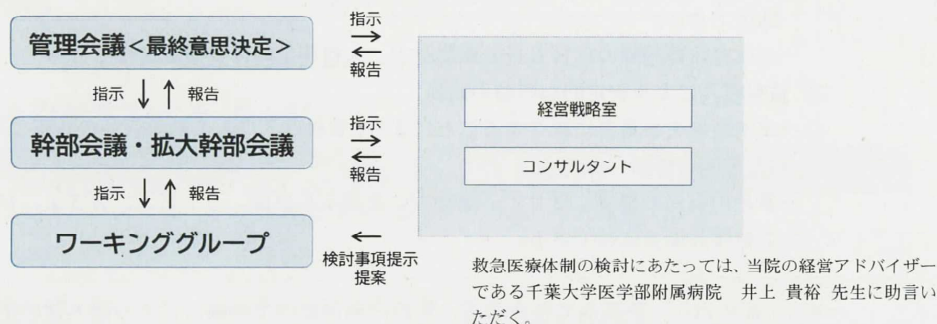 管理会議＜最終意思決定＞
指示
報告
指示
報告
幹部会議・拡大幹部会議
指示
報告
指示
報告
ワーキンググループ
検討事項提示
提案
経営戦略室
コンサルタント
救急医療体制の検討にあたっては、当院の経営アドバイザー
である千葉大学医学部附属病院　井上 貴裕 先生に助言い
ただく。